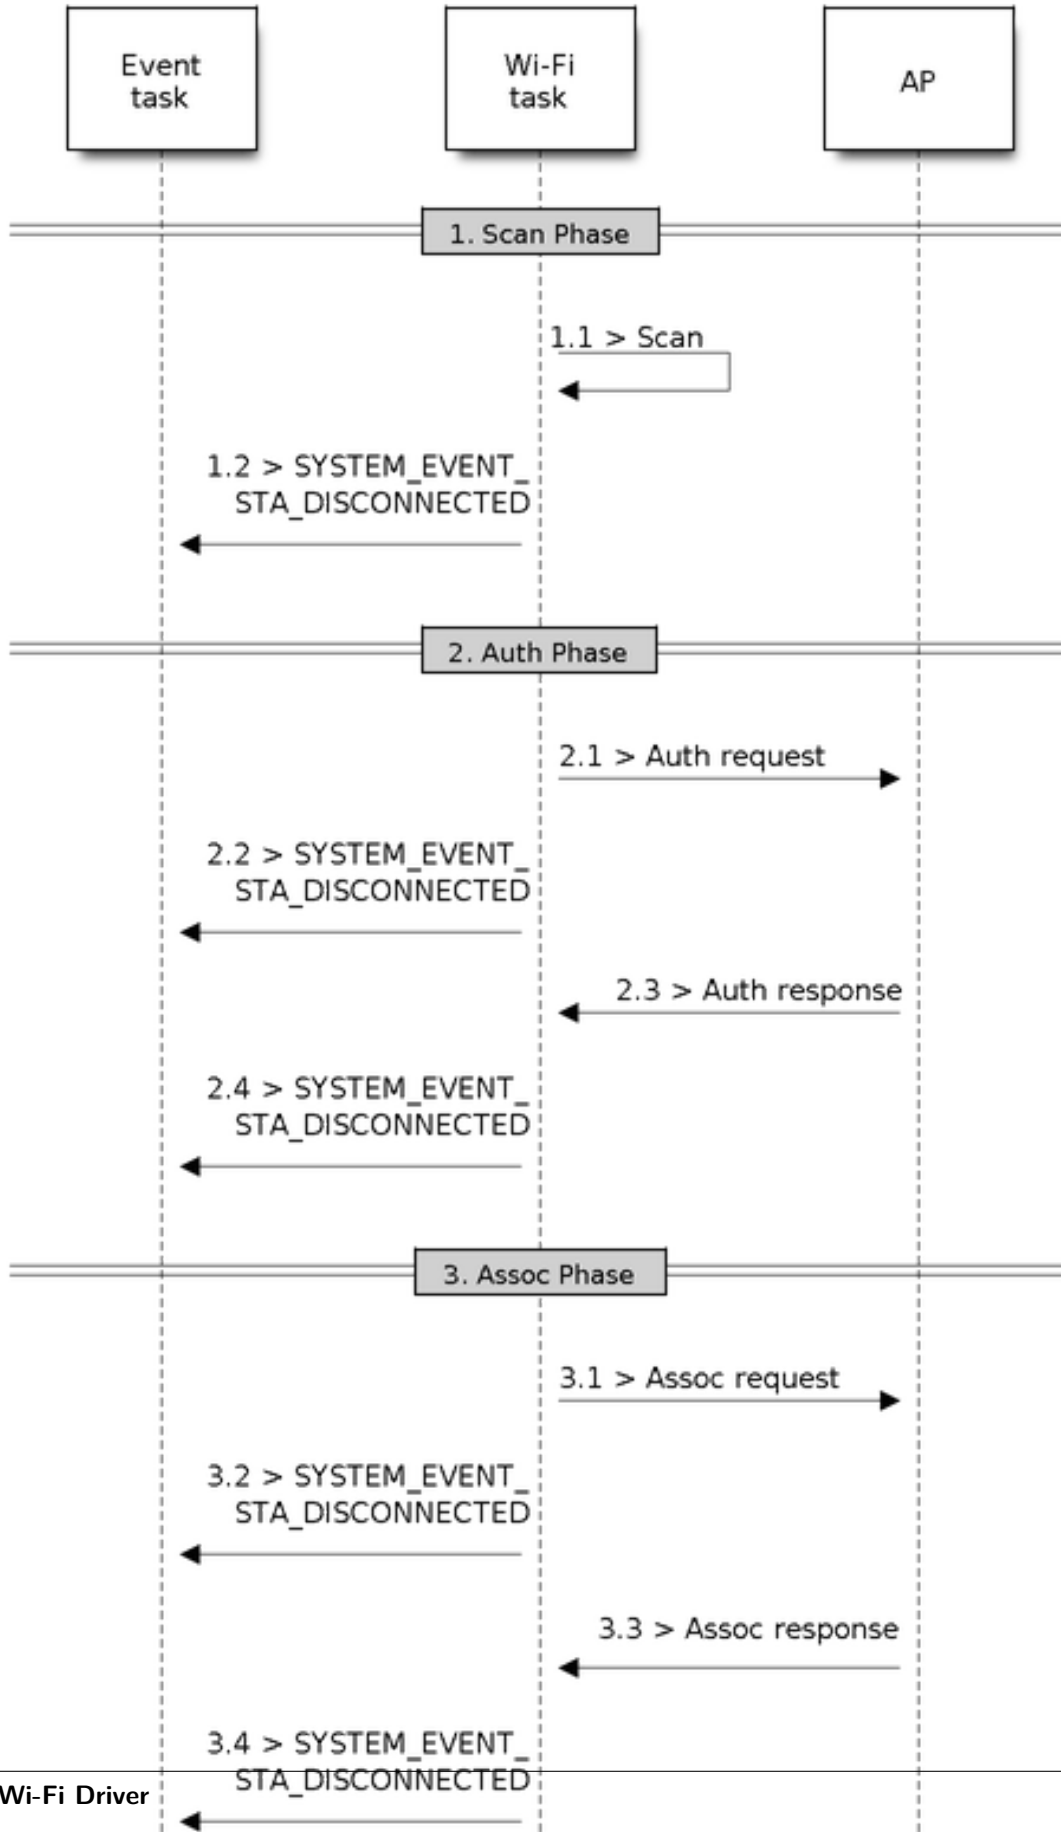 Event
task
Wi-Fi
task
AP
1. Scan Phase
1.1 > Scan
1.2 > SYSTEM_EVENT_
STA_DISCONNECTED
2. Auth Phase
2.1 > Auth request
2.2 > SYSTEM_EVENT_
STA_DISCONNECTED
2.3 > Auth response
2.4 > SYSTEM_EVENT_
STA_DISCONNECTED
3. Assoc Phase
3.1 > Assoc request
3.2 > SYSTEM_EVENT_
STA_DISCONNECTED
3.3 > Assoc response
3.4 > SYSTEM_EVENT_
STA_DISCONNECTED
Wi-Fi Driver